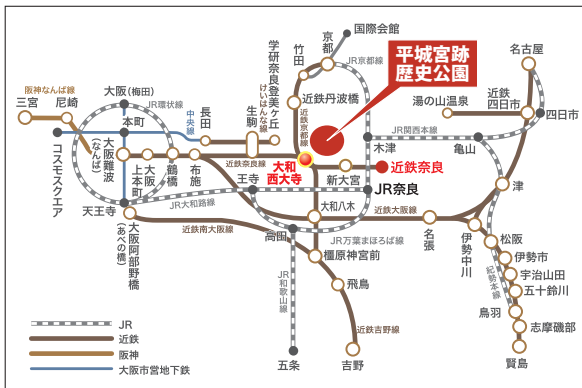 国際会館
京都
竹田
学研奈良登美ヶ丘
JR京都線
平城宮跡
歴史公園
名古屋
阪神なんば線
三宮
尼崎
大阪(梅田)
JR環状線
本町
中央線
長田
生駒
けいはんな線
近鉄丹波橋
近鉄京都線
湯の山温泉
近鉄
四日市
四日市
コスモスクエア
大阪難波
(なんば)
大阪
上本町
鶴橋
布施
近鉄奈良線
大和
西大寺
新大宮
近鉄奈良
木津
JR関西本線
亀山
天王寺
JR大和路線
王寺
JR奈良
津
大阪阿部野橋
(あべの橋)
近鉄南大阪線
大和八木
近鉄大阪線
名張
伊勢中川
松阪
高田
JR万葉まほろば線
橿原神宮前
JR和歌山線
飛鳥
近鉄吉野線
五条
吉野
紀勢本線
伊勢市
宇治山田
五十鈴川
鳥羽
志摩磯部
賢島
JR
近鉄
阪神
大阪市営地下鉄